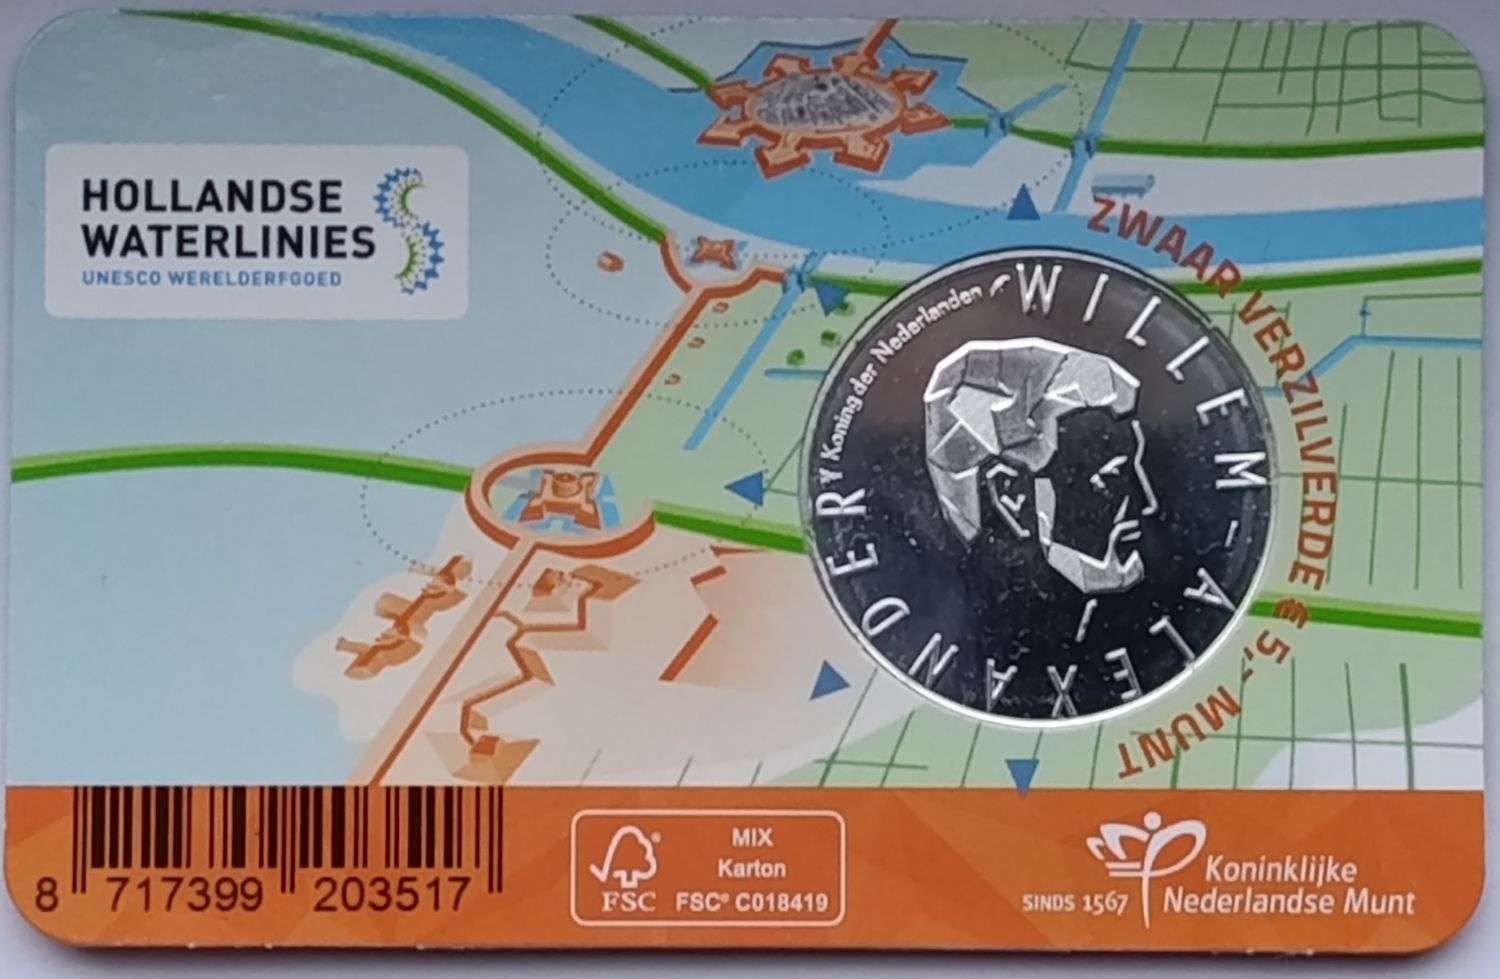 HOLLANDSE
WATERLINIES
UNESCO WERELDERFGOED
ZWAAR VERZILVERDE € 5,- MUNT
WILLEM-ALEXANDER
Koning der Nederlanden
8 717399 203517
MIX
Karton
FSC® C018419
FSC
Koninklijke
Nederlandse Munt
SINDS 1567